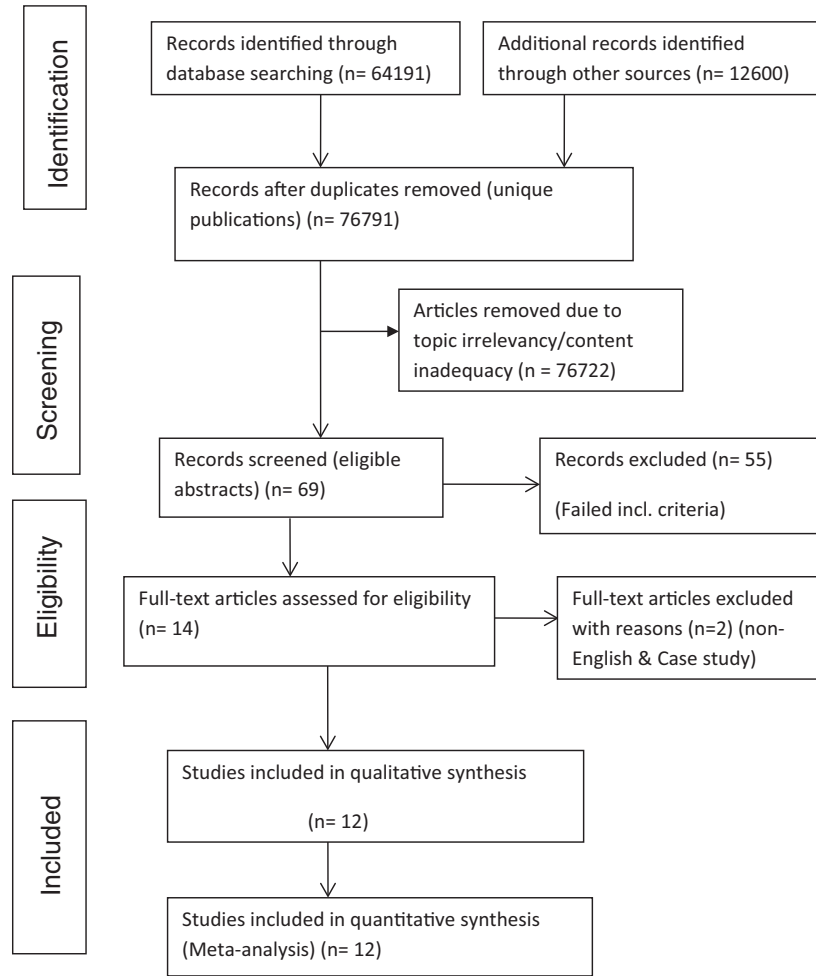 Identification
Records identified through
database searching (n= 64191)
Additional records identified
through other sources (n= 12600)
Records after duplicates removed (unique
publications) (n= 76791)
Screening
Articles removed due to
topic irrelevancy/content
inadequacy (n = 76722)
Records screened (eligible
abstracts) (n= 69)
Records excluded (n= 55)
(Failed incl. criteria)
Eligibility
Full-text articles assessed for eligibility
(n= 14)
Full-text articles excluded
with reasons (n=2) (non-
English & Case study)
Included
Studies included in qualitative synthesis
(n= 12)
Studies included in quantitative synthesis
(Meta-analysis) (n= 12)